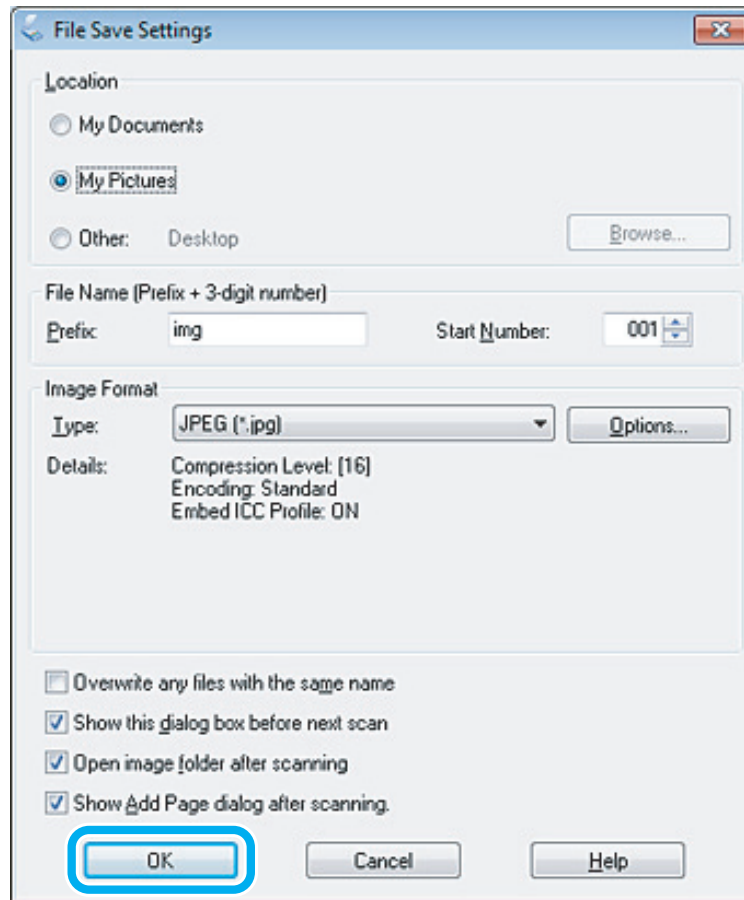 File Save Settings
Location
My Documents
My Pictures
Other: Desktop Browse...
File Name (Prefix + 3-digit number)
Prefix: img Start Number: 001
Image Format
Type: JPEG (*.jpg) Options...
Details: Compression Level: [16]
Encoding: Standard
Embed ICC Profile: ON
Overwrite any files with the same name
Show this dialog box before next scan
Open image folder after scanning
Show Add Page dialog after scanning.
OK Cancel Help